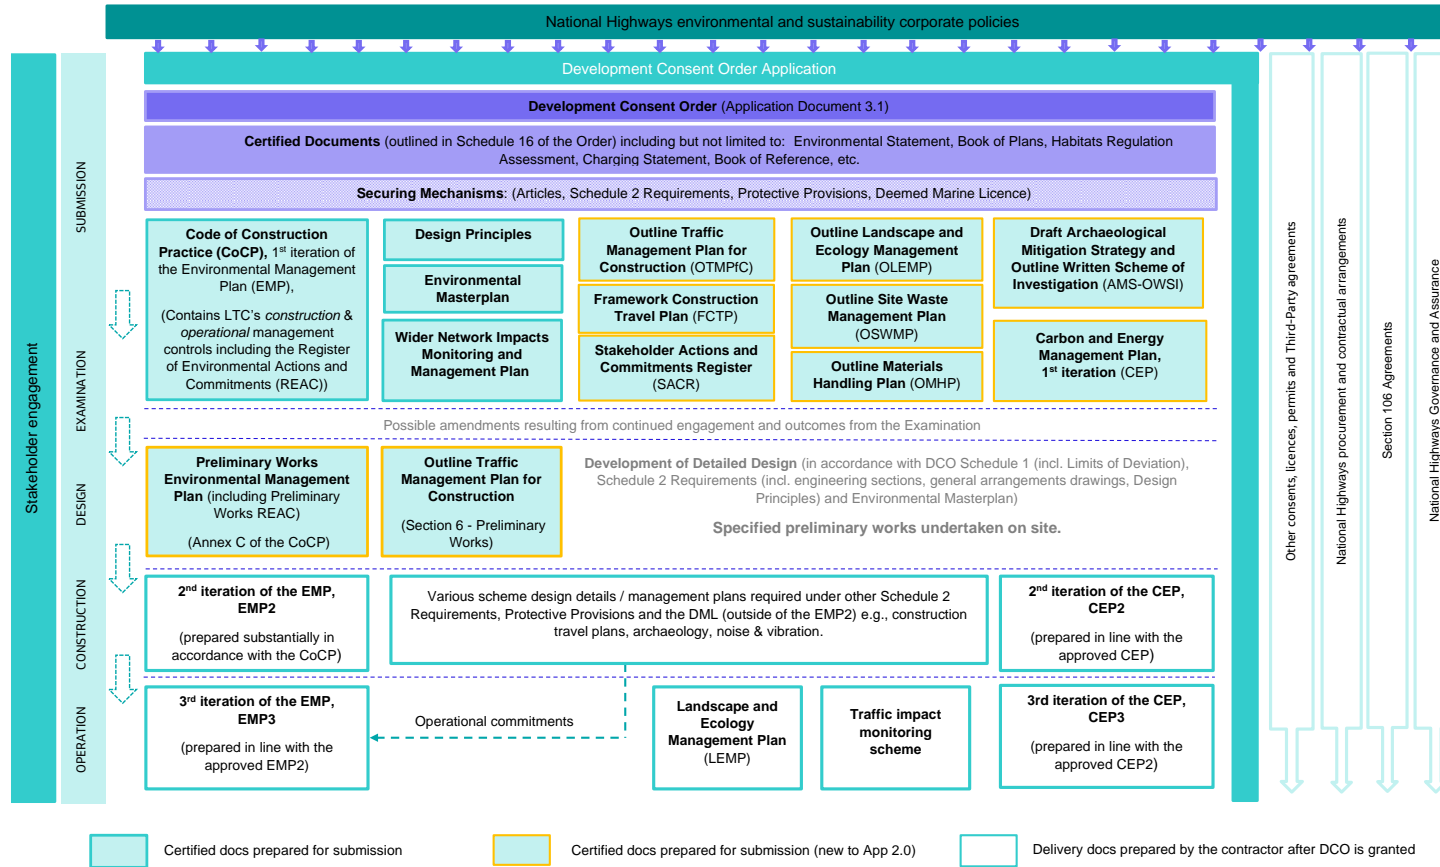 National Highways environmental and sustainability corporate policies
Stakeholder engagement
SUBMISSION
EXAMINATION
DESIGN
CONSTRUCTION
OPERATION
Development Consent Order Application
Development Consent Order (Application Document 3.1)
Certified Documents (outlined in Schedule 16 of the Order) including but not limited to: Environmental Statement, Book of Plans, Habitats Regulation
Assessment, Charging Statement, Book of Reference, etc.
Securing Mechanisms: (Articles, Schedule 2 Requirements, Protective Provisions, Deemed Marine Licence)
Code of Construction
Practice (CoCP), 1st iteration of
the Environmental Management
Plan (EMP),
(Contains LTC's construction &
operational management
controls including the Register
of Environmental Actions and
Commitments (REAC))
Design Principles
Environmental
Masterplan
Wider Network Impacts
Monitoring and
Management Plan
Outline Traffic
Management Plan for
Construction (OTMPfC)
Framework Construction
Travel Plan (FCTP)
Stakeholder Actions and
Commitments Register
(SACR)
Outline Landscape and
Ecology Management
Plan (OLEMP)
Outline Site Waste
Management Plan
(OSWMP)
Outline Materials
Handling Plan (OMHP)
Draft Archaeological
Mitigation Strategy and
Outline Written Scheme of
Investigation (AMS-OWSI)
Carbon and Energy
Management Plan,
1st iteration (CEP)
Possible amendments resulting from continued engagement and outcomes from the Examination
Preliminary Works
Environmental Management
Plan (including Preliminary
Works REAC)
(Annex C of the CoCP)
Outline Traffic
Management Plan for
Construction
(Section 6 - Preliminary
Works)
Development of Detailed Design (in accordance with DCO Schedule 1 (incl. Limits of Deviation),
Schedule 2 Requirements (incl. engineering sections, general arrangements drawings, Design
Principles) and Environmental Masterplan)
Specified preliminary works undertaken on site.
2nd iteration of the EMP,
EMP2
(prepared substantially in
accordance with the CoCP)
Various scheme design details / management plans required under other Schedule 2
Requirements, Protective Provisions and the DML (outside of the EMP2) e.g., construction
travel plans, archaeology, noise & vibration.
2nd iteration of the CEP,
CEP2
(prepared in line with the
approved CEP)
3rd iteration of the EMP,
EMP3
(prepared in line with the
approved EMP2)
Operational commitments
Landscape and
Ecology
Management Plan
(LEMP)
Traffic impact
monitoring
scheme
3rd iteration of the CEP,
CEP3
(prepared in line with the
approved CEP2)
Other consents, licences, permits and Third-Party agreements
National Highways procurement and contractual arrangements
Section 106 Agreements
National Highways Governance and Assurance
Certified docs prepared for submission
Certified docs prepared for submission (new to App 2.0)
Delivery docs prepared by the contractor after DCO is granted